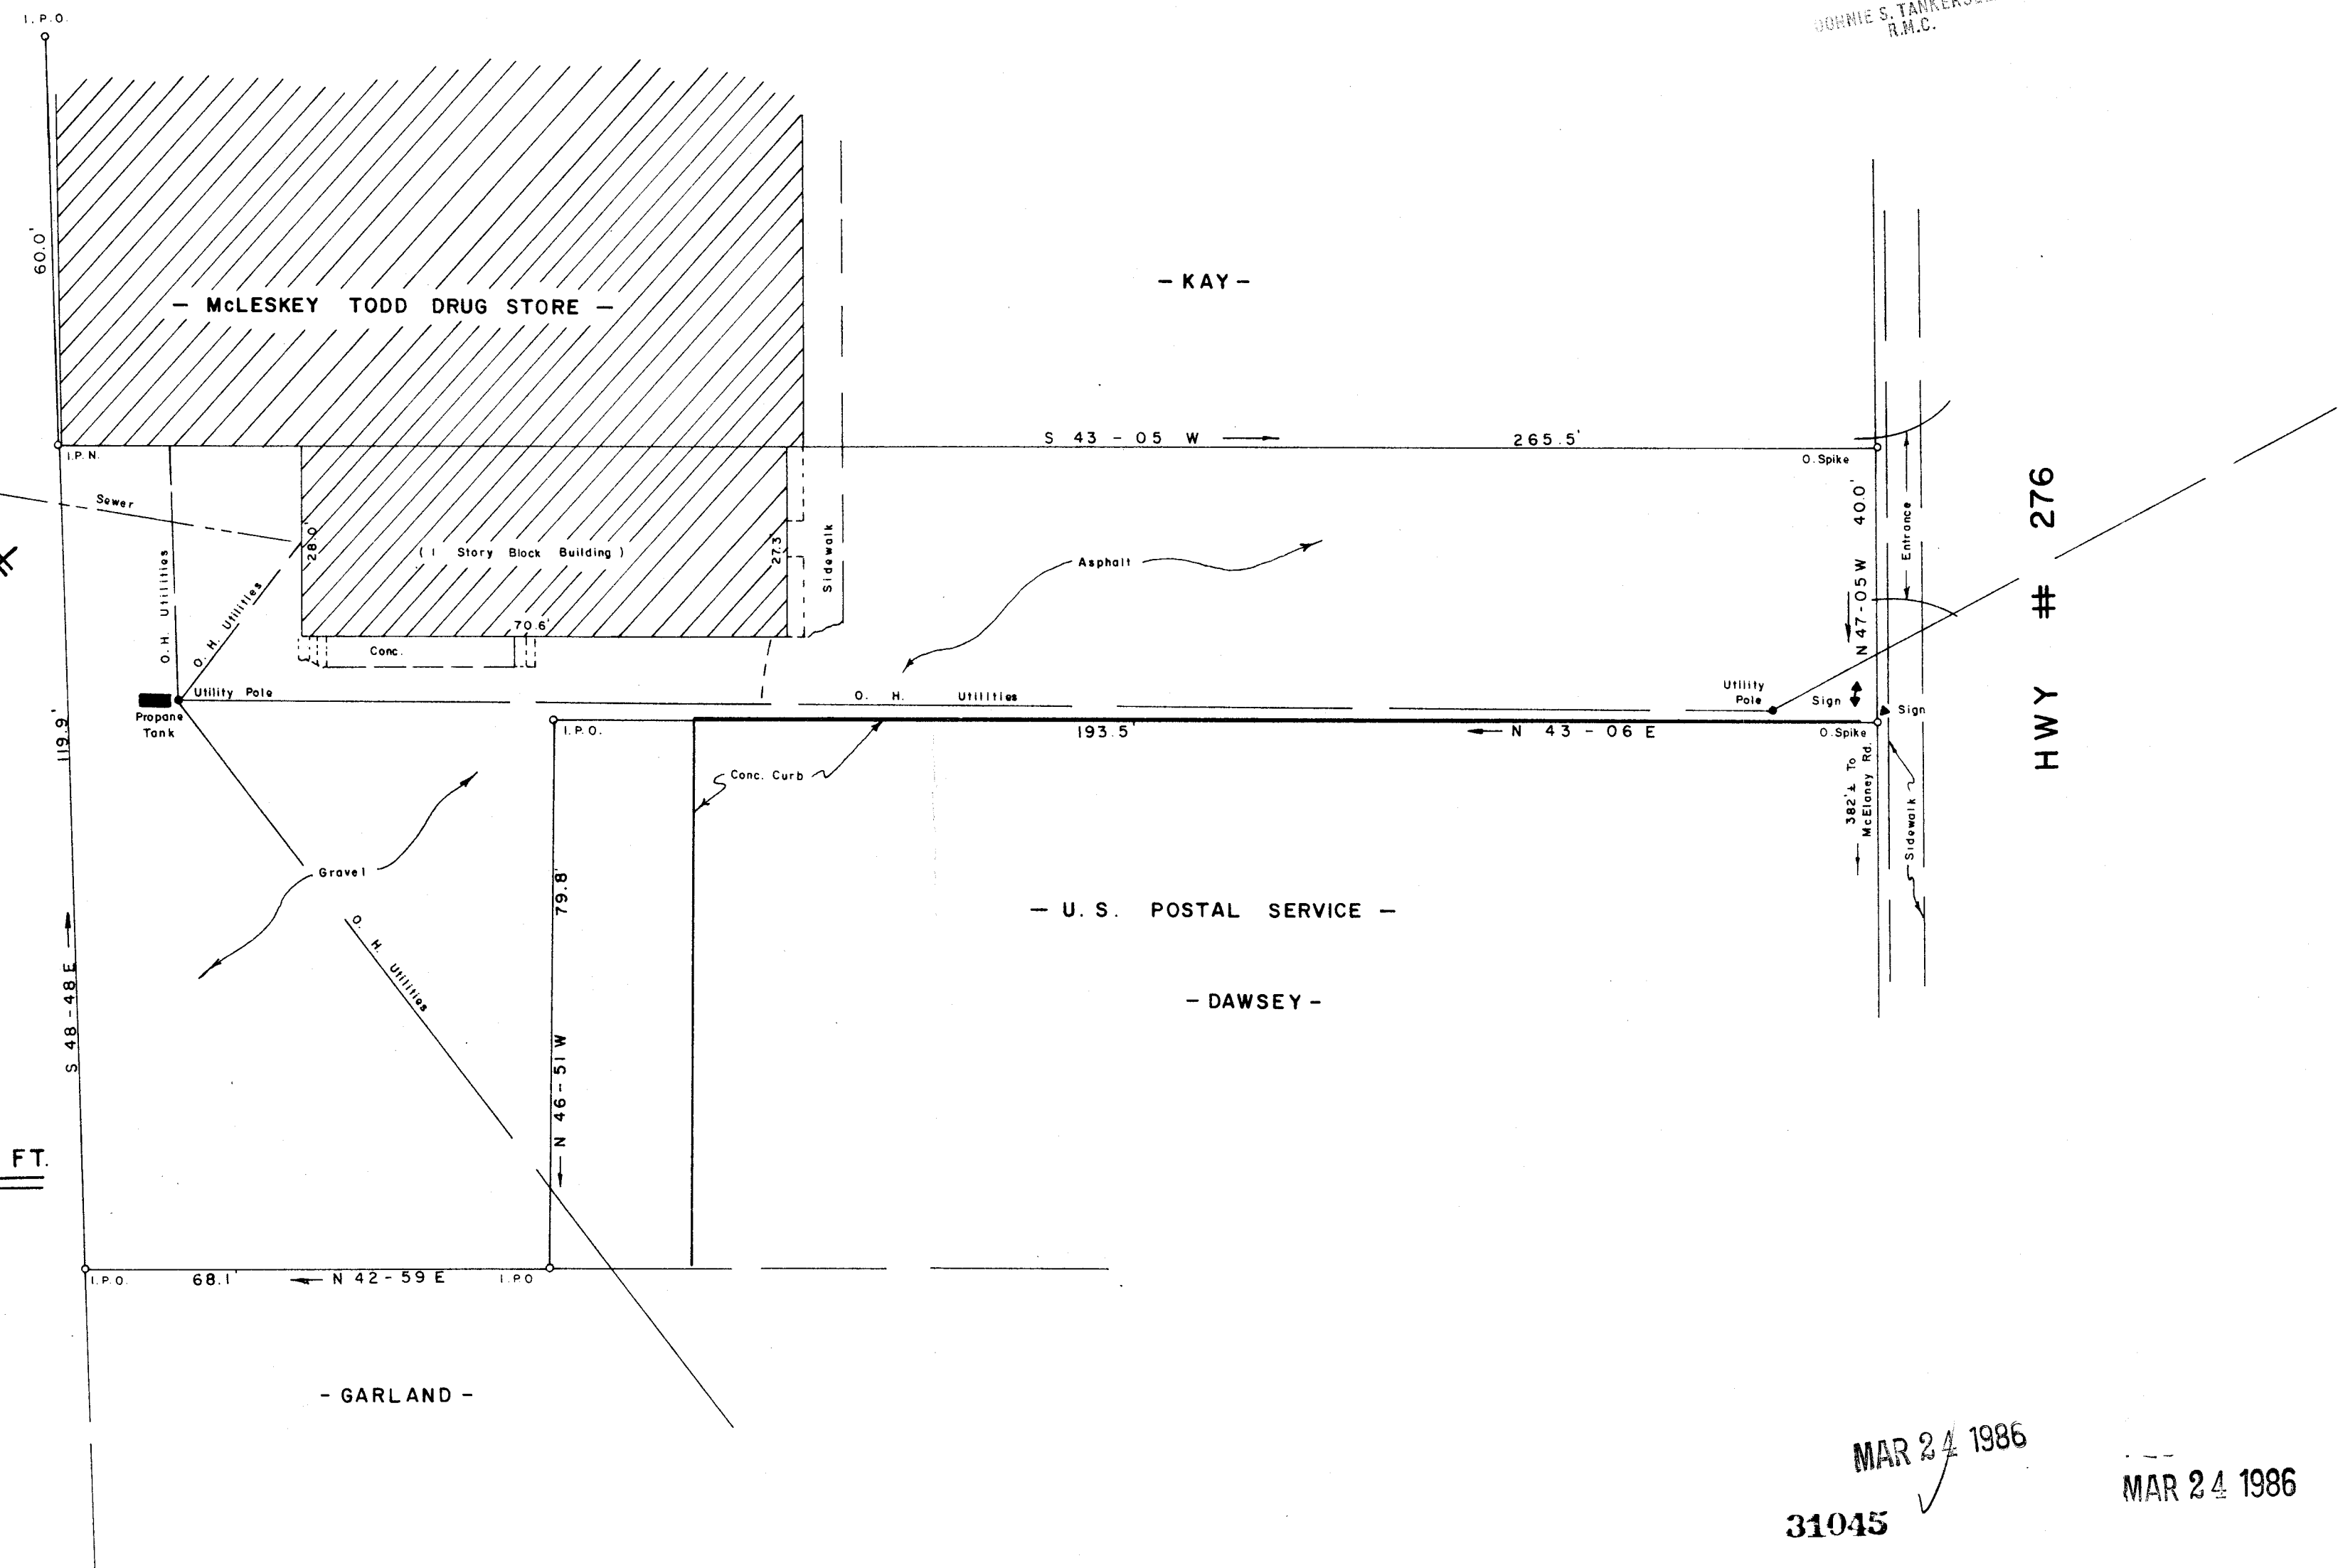 I. P. O.
DONNIE S.
R.M.C.
60.0'
— McLESKEY TODD DRUG STORE —
— KAY —
S 43 - 05 W
265.5'
I.P.N.
O. Spike
Sewer
O. H. Utilities
O. H. Utilities
28.0'
( 1 Story Block Building )
27.3'
Sidewalk
Asphalt
40.0'
N 47-05 W
Entrance
HWY # 276
70.6'
Conc.
Utility Pole
Propane
Tank
O. H. Utilities
Utility
Pole
Sign
Sign
I.P.O.
193.5'
N 43 - 06 E
O. Spike
119.9'
Conc. Curb
382'± To
McElaney Rd.
Sidewalk
Gravel
79.8'
— U. S. POSTAL SERVICE —
O. H. Utilities
S 48-48 E
— DAWSEY —
N 46-51 W
FT.
I.P.O.
68.1'
N 42-59 E
I.P.O
- GARLAND -
MAR 24 1986
MAR 24 1986
31045